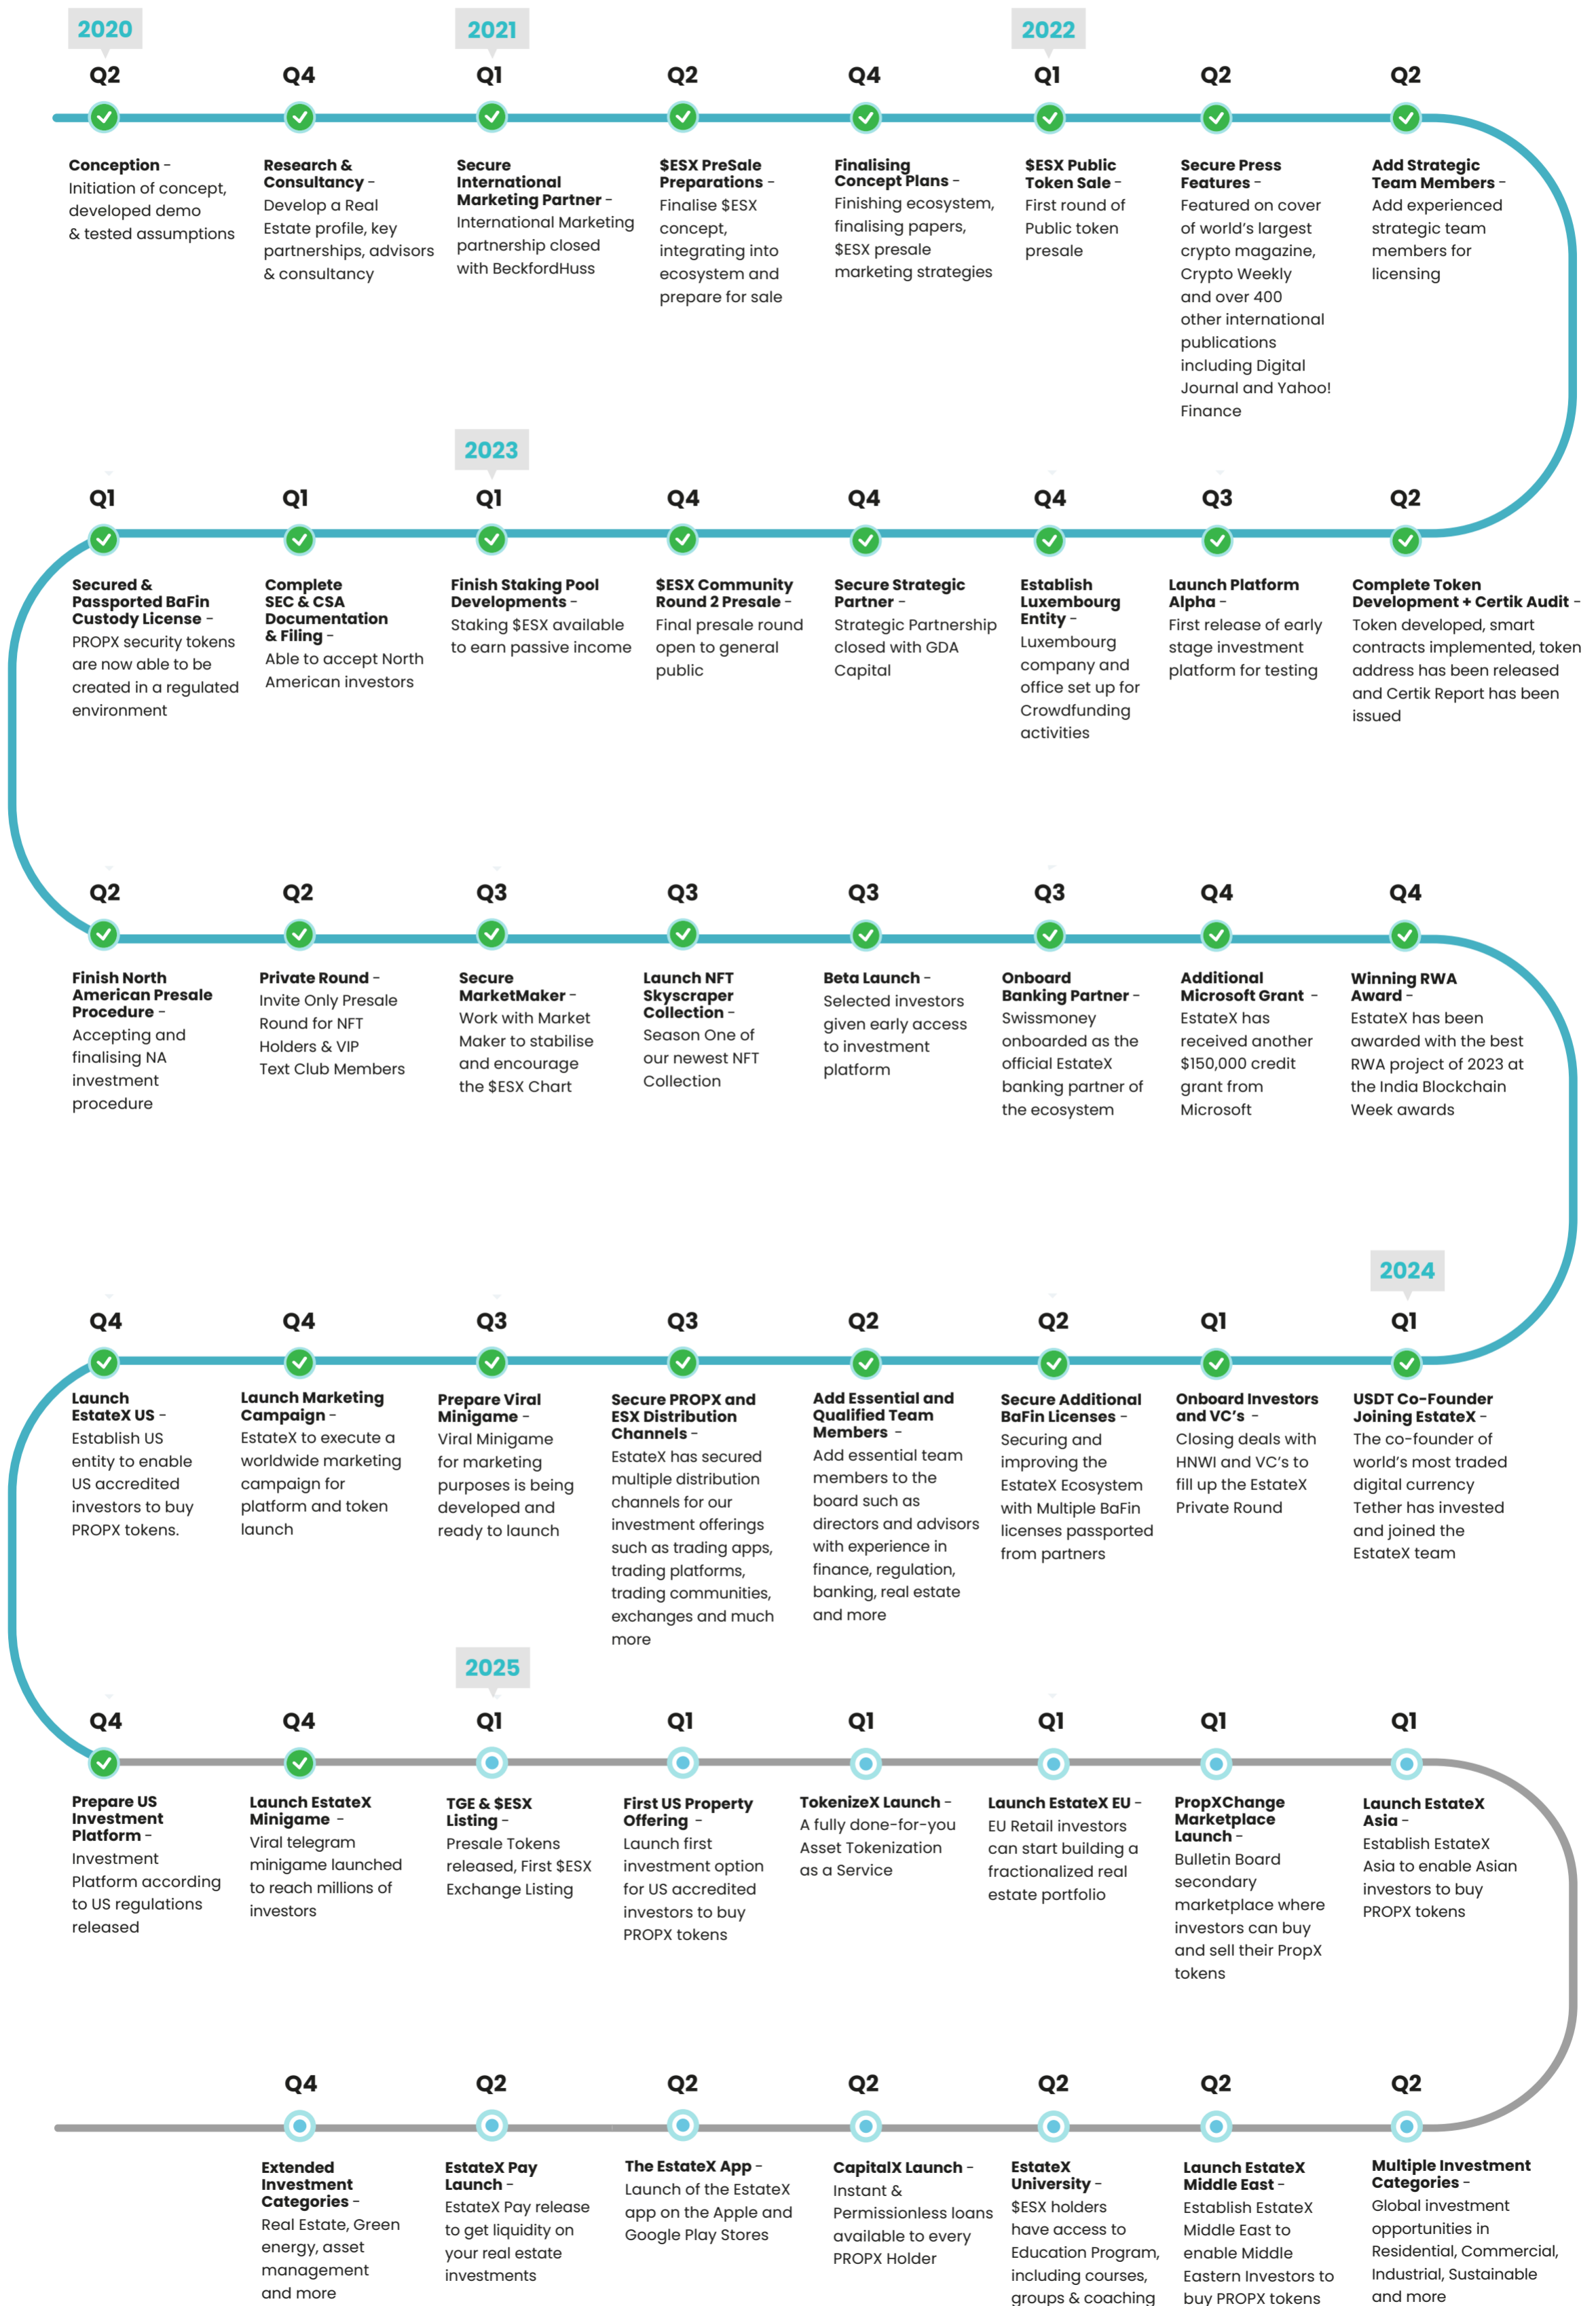 2020
Q2
Conception -
Initiation of concept,
developed demo
& tested assumptions
Q4
Research &
Consultancy -
Develop a Real
Estate profile, key
partnerships, advisors
& consultancy
2021
Q1
Secure
International
Marketing Partner -
International Marketing
partnership closed
with BeckfordHuss
Q2
$ESX PreSale
Preparations -
Finalise $ESX
concept,
integrating into
ecosystem and
prepare for sale
Q4
Finalising
Concept Plans -
Finishing ecosystem,
finalising papers,
$ESX presale
marketing strategies
2022
Q1
$ESX Public
Token Sale -
First round of
Public token
presale
Q2
Secure Press
Features -
Featured on cover
of world's largest
crypto magazine,
Crypto Weekly
and over 400
other international
publications
including Digital
Journal and Yahoo!
Finance
Q2
Add Strategic
Team Members -
Add experienced
strategic team
members for
licensing
Q2
Complete Token
Development + Certik Audit -
Token developed, smart
contracts implemented, token
address has been released
and Certik Report has been
issued
Q3
Launch Platform
Alpha -
First release of early
stage investment
platform for testing
Q4
Establish
Luxembourg
Entity -
Luxembourg
company and
office set up for
Crowdfunding
activities
Q4
Secure Strategic
Partner -
Strategic Partnership
closed with GDA
Capital
Q4
$ESX Community
Round 2 Presale -
Final presale round
open to general
public
2023
Q1
Finish Staking Pool
Developments -
Staking $ESX available
to earn passive income
Q1
Complete
SEC & CSA
Documentation
& Filing -
Able to accept North
American investors
Q1
Secured &
Passported BaFin
Custody License -
PROPX security tokens
are now able to be
created in a regulated
environment
Q2
Finish North
American Presale
Procedure -
Accepting and
finalising NA
investment
procedure
Q2
Private Round -
Invite Only Presale
Round for NFT
Holders & VIP
Text Club Members
Q3
Secure
MarketMaker -
Work with Market
Maker to stabilise
and encourage
the $ESX Chart
Q3
Launch NFT
Skyscraper
Collection -
Season One of
our newest NFT
Collection
Q3
Beta Launch -
Selected investors
given early access
to investment
platform
Q3
Onboard
Banking Partner -
Swissmoney
onboarded as the
official EstateX
banking partner of
the ecosystem
Q4
Additional
Microsoft Grant -
EstateX has
received another
$150,000 credit
grant from
Microsoft
Q4
Winning RWA
Award -
EstateX has been
awarded with the best
RWA project of 2023 at
the India Blockchain
Week awards
2024
Q1
USDT Co-Founder
Joining EstateX -
The co-founder of
world's most traded
digital currency
Tether has invested
and joined the
EstateX team
Q1
Onboard Investors
and VC's -
Closing deals with
HNWI and VC's to
fill up the EstateX
Private Round
Q2
Secure Additional
BaFin Licenses -
Securing and
improving the
EstateX Ecosystem
with Multiple BaFin
licenses passported
from partners
Q2
Add Essential and
Qualified Team
Members -
Add essential team
members to the
board such as
directors and advisors
with experience in
finance, regulation,
banking, real estate
and more
Q3
Secure PROPX and
ESX Distribution
Channels -
EstateX has secured
multiple distribution
channels for our
investment offerings
such as trading apps,
trading platforms,
trading communities,
exchanges and much
more
Q3
Prepare Viral
Minigame -
Viral Minigame
for marketing
purposes is being
developed and
ready to launch
Q4
Launch Marketing
Campaign -
EstateX to execute a
worldwide marketing
campaign for
platform and token
launch
Q4
Launch
EstateX US -
Establish US
entity to enable
US accredited
investors to buy
PROPX tokens.
Q4
Prepare US
Investment
Platform -
Investment
Platform according
to US regulations
released
Q4
Launch EstateX
Minigame -
Viral telegram
minigame launched
to reach millions of
investors
2025
Q1
TGE & $ESX
Listing -
Presale Tokens
released, First $ESX
Exchange Listing
Q1
First US Property
Offering -
Launch first
investment option
for US accredited
investors to buy
PROPX tokens
Q1
TokenizeX Launch -
A fully done-for-you
Asset Tokenization
as a Service
Q1
Launch EstateX EU -
EU Retail investors
can start building a
fractionalized real
estate portfolio
Q1
PropXChange
Marketplace
Launch -
Bulletin Board
secondary
marketplace where
investors can buy
and sell their PropX
tokens
Q1
Launch EstateX
Asia -
Establish EstateX
Asia to enable Asian
investors to buy
PROPX tokens
Q2
Multiple Investment
Categories -
Global investment
opportunities in
Residential, Commercial,
Industrial, Sustainable
and more
Q2
Launch EstateX
Middle East -
Establish EstateX
Middle East to
enable Middle
Eastern Investors to
buy PROPX tokens
Q2
EstateX
University -
$ESX holders
have access to
Education Program,
including courses,
groups & coaching
Q2
CapitalX Launch -
Instant &
Permissionless loans
available to every
PROPX Holder
Q2
The EstateX App -
Launch of the EstateX
app on the Apple and
Google Play Stores
Q2
EstateX Pay
Launch -
EstateX Pay release
to get liquidity on
your real estate
investments
Q4
Extended
Investment
Categories -
Real Estate, Green
energy, asset
management
and more